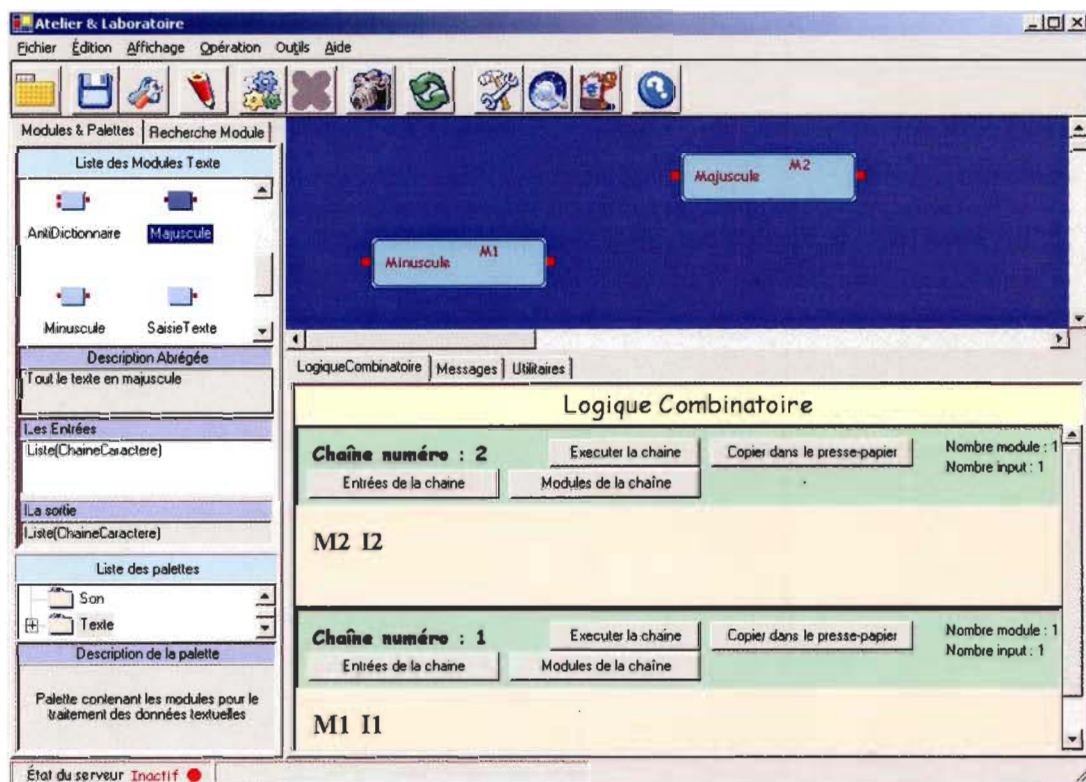 Atelier & Laboratoire
Fichier Édition Affichage Opération Outils Aide
Modules & Palettes Recherche Module
Liste des Modules Texte
AntiDictionnaire Majuscule
Minuscule SaisieTexte
Description Abrégée
Tout le texte en majuscule
Les Entrées
Liste(ChaineCaractere)
La sortie
Liste(ChaineCaractere)
Liste des palettes
Son
Texte
Description de la palette
Palette contenant les modules pour le
traitement des données textuelles
Majuscule M2
Minuscule M1
LogiqueCombinatoire Messages Utilitaires
Logique Combinatoire
Chaîne numéro : 2 Executer la chaine Copier dans le presse-papier Nombre module : 1
Nombre input : 1
Entrées de la chaine Modules de la chaîne
M2 I2
Chaîne numéro : 1 Executer la chaine Copier dans le presse-papier Nombre module : 1
Nombre input : 1
Entrées de la chaine Modules de la chaîne
M1 I1
État du serveur Inactif